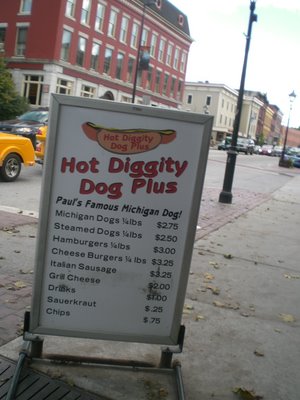 Hot Diggity Dog Plus
Hot Diggity
Dog Plus
Paul's Famous Michigan Dog!
Michigan Dogs ¼lbs $2.75
Steamed Dogs ¼lbs $2.50
Hamburgers ¼lbs $3.00
Cheese Burgers ¼lbs $3.25
Italian Sausage $3.25
Grill Cheese $2.00
Drinks $1.00
Sauerkraut $.25
Chips $.75